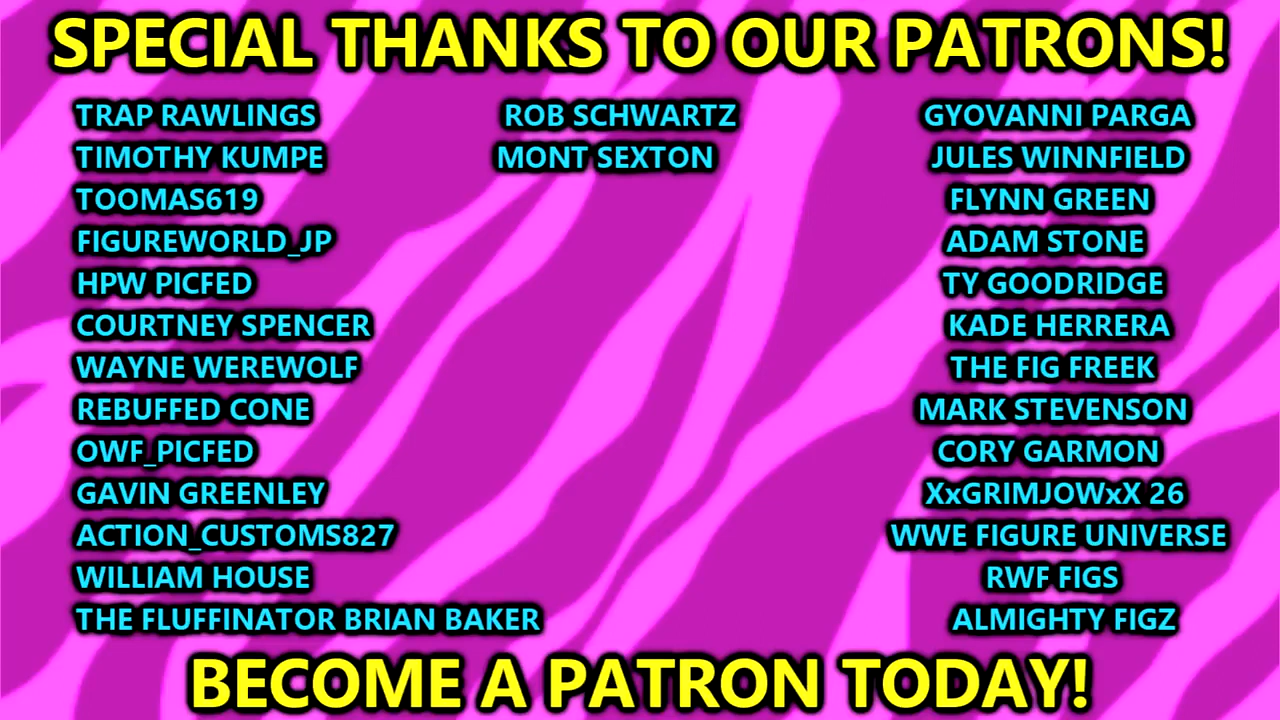 SPECIAL THANKS TO OUR PATRONS!
TRAP RAWLINGS
TIMOTHY KUMPE
TOOMAS619
FIGUREWORLD_JP
HPW PICFED
COURTNEY SPENCER
WAYNE WEREWOLF
REBUFFED CONE
OWF_PICFED
GAVIN GREENLEY
ACTION_CUSTOMS827
WILLIAM HOUSE
THE FLUFFINATOR BRIAN BAKER
ROB SCHWARTZ
MONT SEXTON
GYOVANNI PARGA
JULES WINNFIELD
FLYNN GREEN
ADAM STONE
TY GOODRIDGE
KADE HERRERA
THE FIG FREEK
MARK STEVENSON
CORY GARMON
XxGRIMJOWxX 26
WWE FIGURE UNIVERSE
RWF FIGS
ALMIGHTY FIGZ
BECOME A PATRON TODAY!